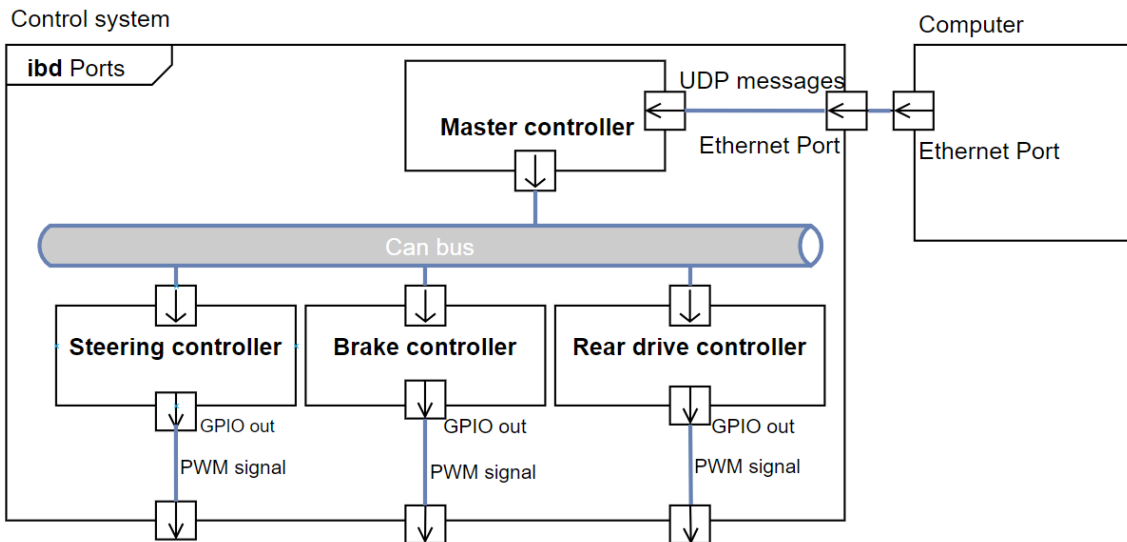 Control system
Computer
ibd Ports
UDP messages
Master controller
Ethernet Port
Ethernet Port
Can bus
Steering controller
Brake controller
Rear drive controller
GPIO out
GPIO out
GPIO out
PWM signal
PWM signal
PWM signal